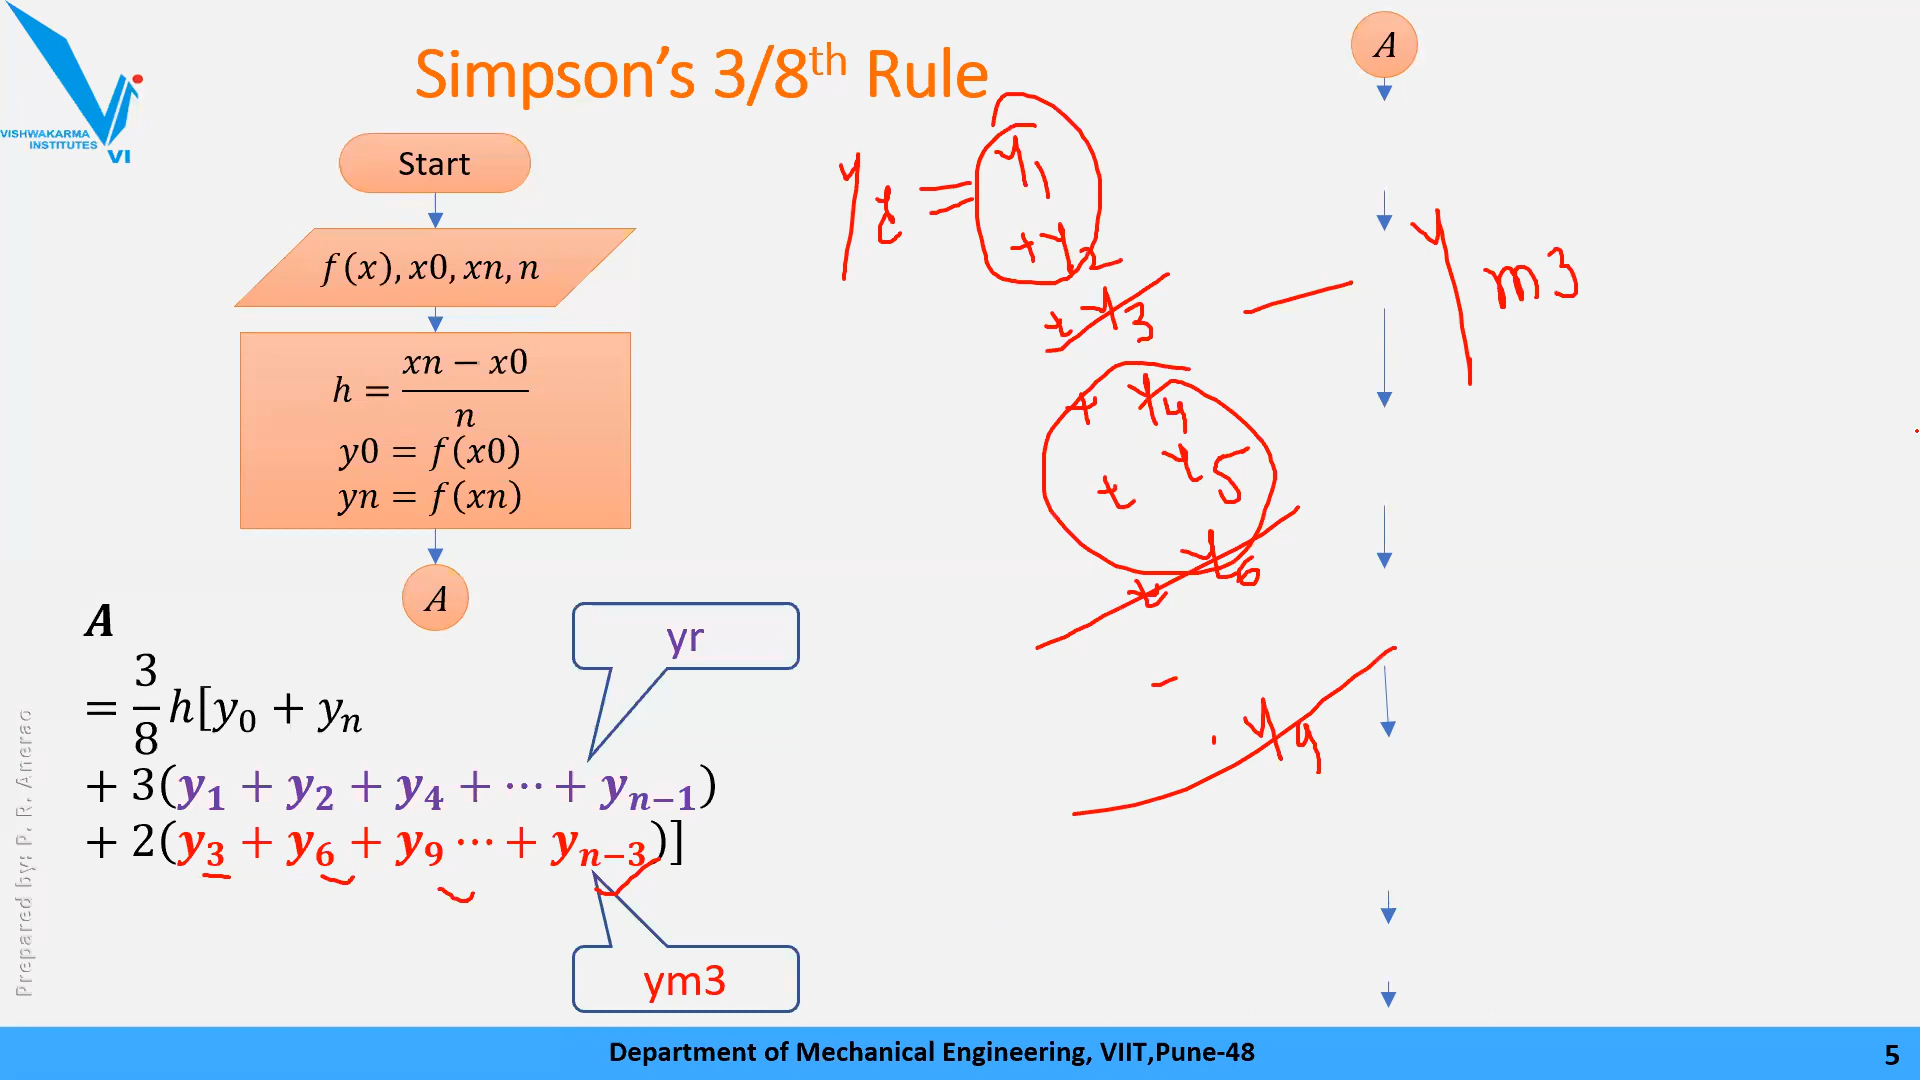 Simpson’s 3/8th Rule
A
VISHWAKARMA
INSTITUTES
VI
Start
f(x), x0, xn, n
h = (xn − x0)/n
y0 = f(x0)
yn = f(xn)
A
A
= 3/8 h[y₀ + yₙ
+ 3(y₁ + y₂ + y₄ + ⋯ + yₙ₋₁)
+ 2(y₃ + y₆ + y₉ ⋯ + yₙ₋₃)]
yr
ym3
y1
+ y2
+ y3
+ y4
+ y5
+ y6
y9
y m3
Prepared by: P. R. Anerao
Department of Mechanical Engineering, VIIT,Pune-48
5